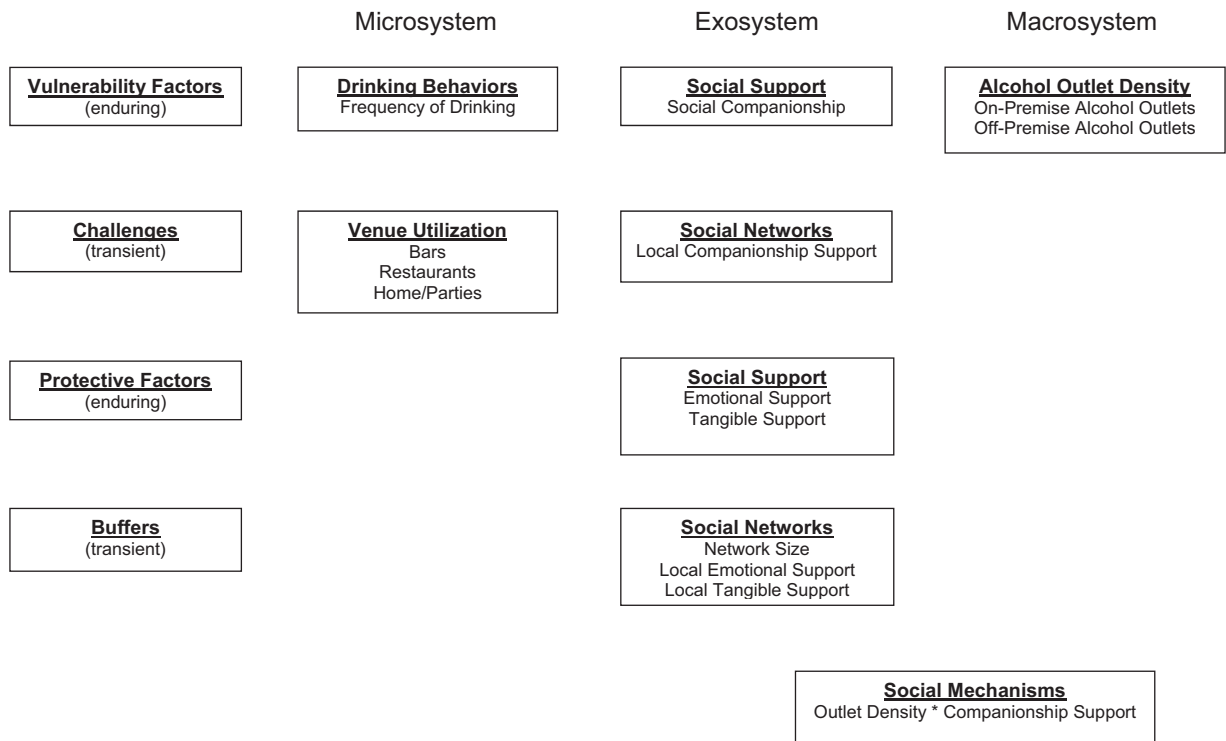 Microsystem
Exosystem
Macrosystem
Vulnerability Factors
(enduring)
Drinking Behaviors
Frequency of Drinking
Social Support
Social Companionship
Alcohol Outlet Density
On-Premise Alcohol Outlets
Off-Premise Alcohol Outlets
Challenges
(transient)
Venue Utilization
Bars
Restaurants
Home/Parties
Social Networks
Local Companionship Support
Protective Factors
(enduring)
Social Support
Emotional Support
Tangible Support
Buffers
(transient)
Social Networks
Network Size
Local Emotional Support
Local Tangible Support
Social Mechanisms
Outlet Density * Companionship Support